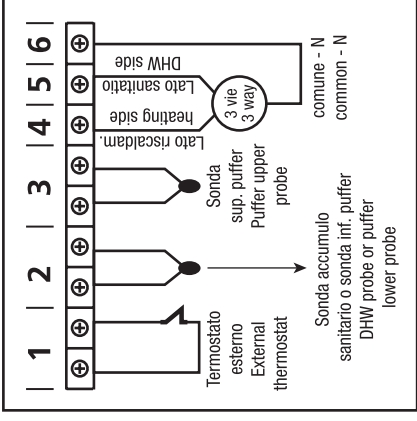 1
2
3
4
5
6
Termostato
esterno
External
thermostat
Sonda accumulo
sanitario o sonda inf. puffer
DHW probe or puffer
lower probe
Sonda
sup. puffer
Puffer upper
probe
Lato riscaldam.
heating side
Lato sanitatio
DHW side
3 vie
3 way
comune - N
common - N